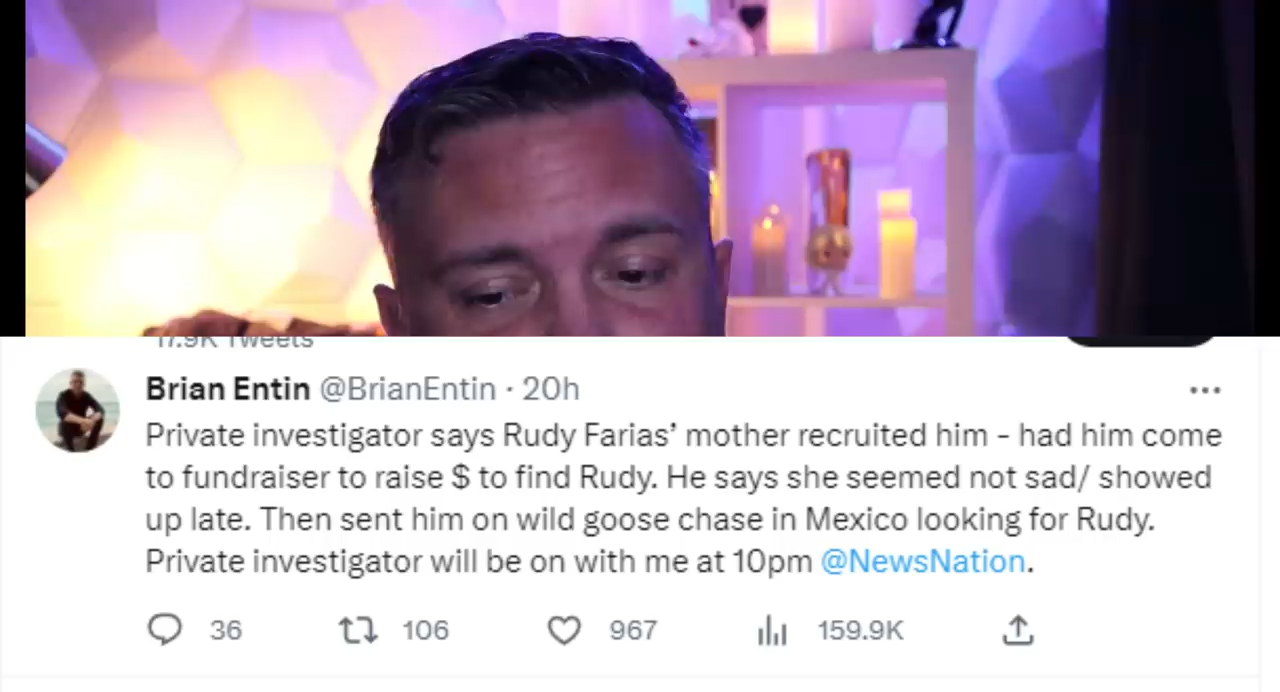 17.9K Tweets
Brian Entin @BrianEntin · 20h
Private investigator says Rudy Farias’ mother recruited him - had him come
to fundraiser to raise $ to find Rudy. He says she seemed not sad/ showed
up late. Then sent him on wild goose chase in Mexico looking for Rudy.
Private investigator will be on with me at 10pm @NewsNation.
36 106 967 159.9K